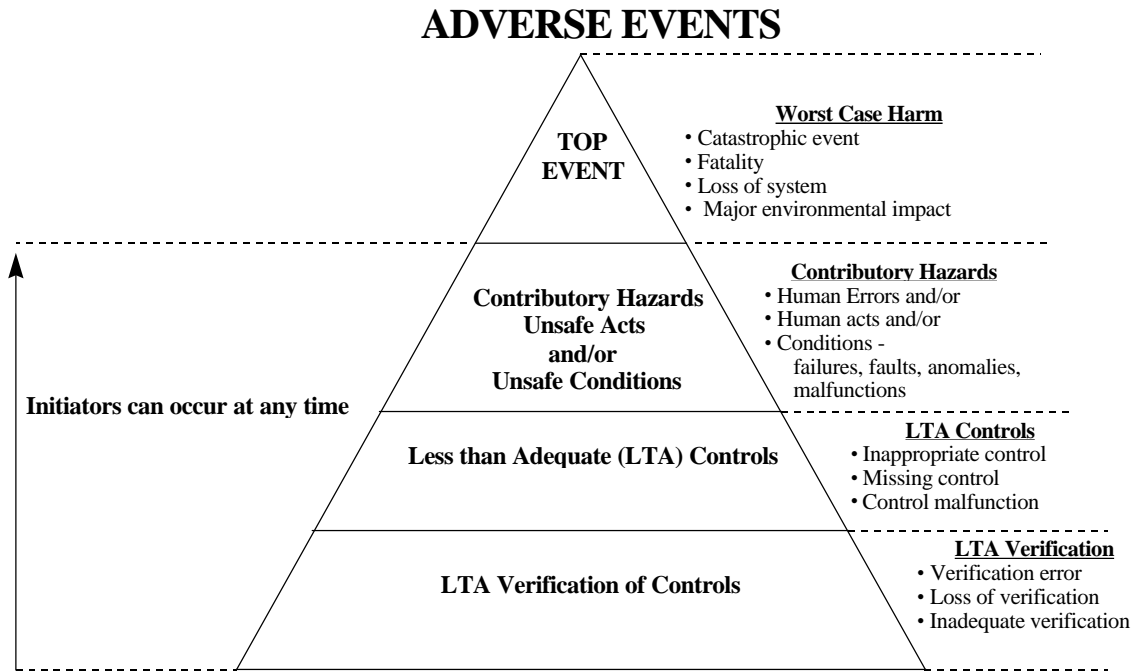 ADVERSE EVENTS
TOP
EVENT
Worst Case Harm
• Catastrophic event
• Fatality
• Loss of system
• Major environmental impact
Contributory Hazards
Unsafe Acts
and/or
Unsafe Conditions
Contributory Hazards
• Human Errors and/or
• Human acts and/or
• Conditions -
failures, faults, anomalies,
malfunctions
Initiators can occur at any time
Less than Adequate (LTA) Controls
LTA Controls
• Inappropriate control
• Missing control
• Control malfunction
LTA Verification of Controls
LTA Verification
• Verification error
• Loss of verification
• Inadequate verification